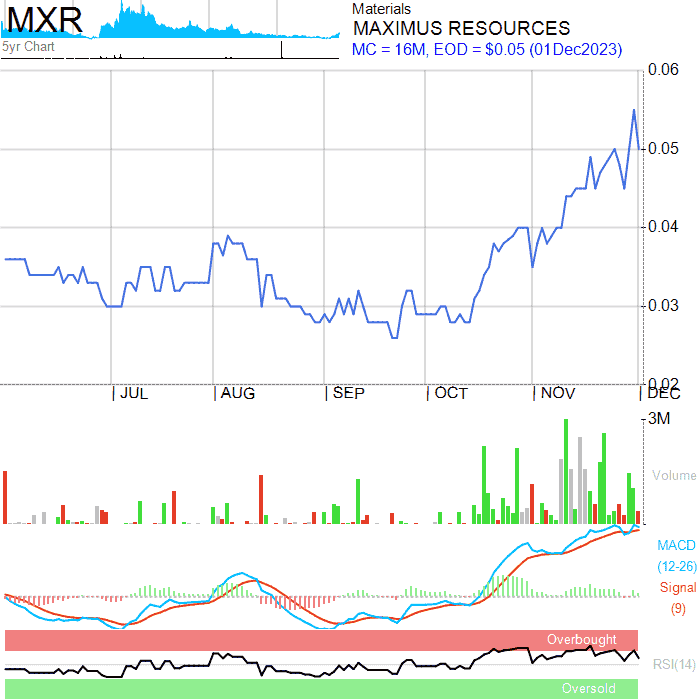 MXR
5yr Chart
Materials
MAXIMUS RESOURCES
MC = 16M, EOD = $0.05 (01Dec2023)
0.06
0.05
0.04
0.03
0.02
JUL AUG SEP OCT NOV DEC
3M
Volume
MACD
(12-26)
Signal
(9)
Overbought
RSI(14)
Oversold